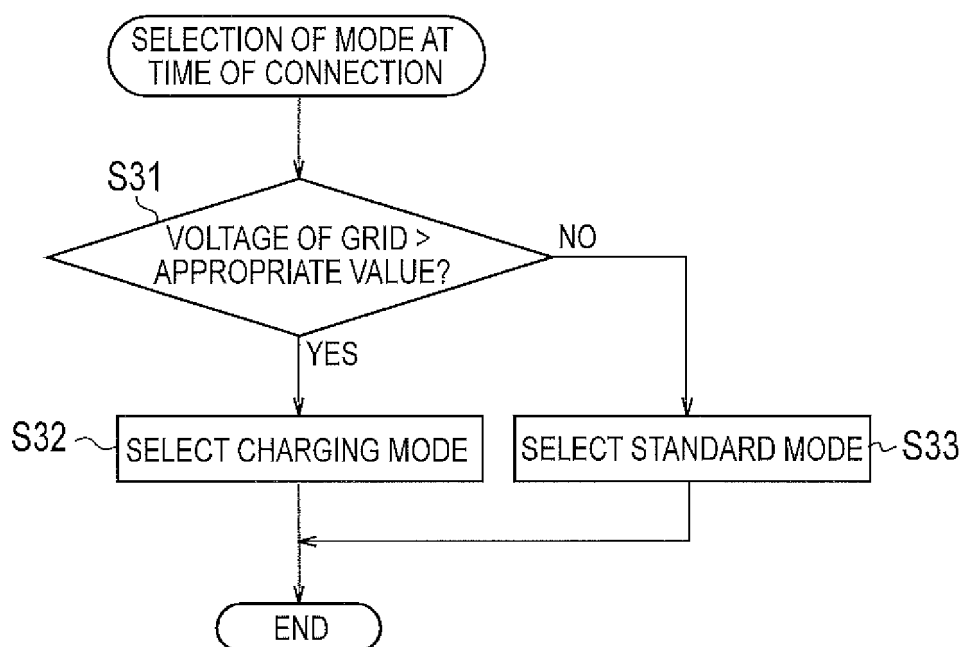 SELECTION OF MODE AT
TIME OF CONNECTION
S31
VOLTAGE OF GRID >
APPROPRIATE VALUE?
NO
YES
S32
SELECT CHARGING MODE
SELECT STANDARD MODE
S33
END